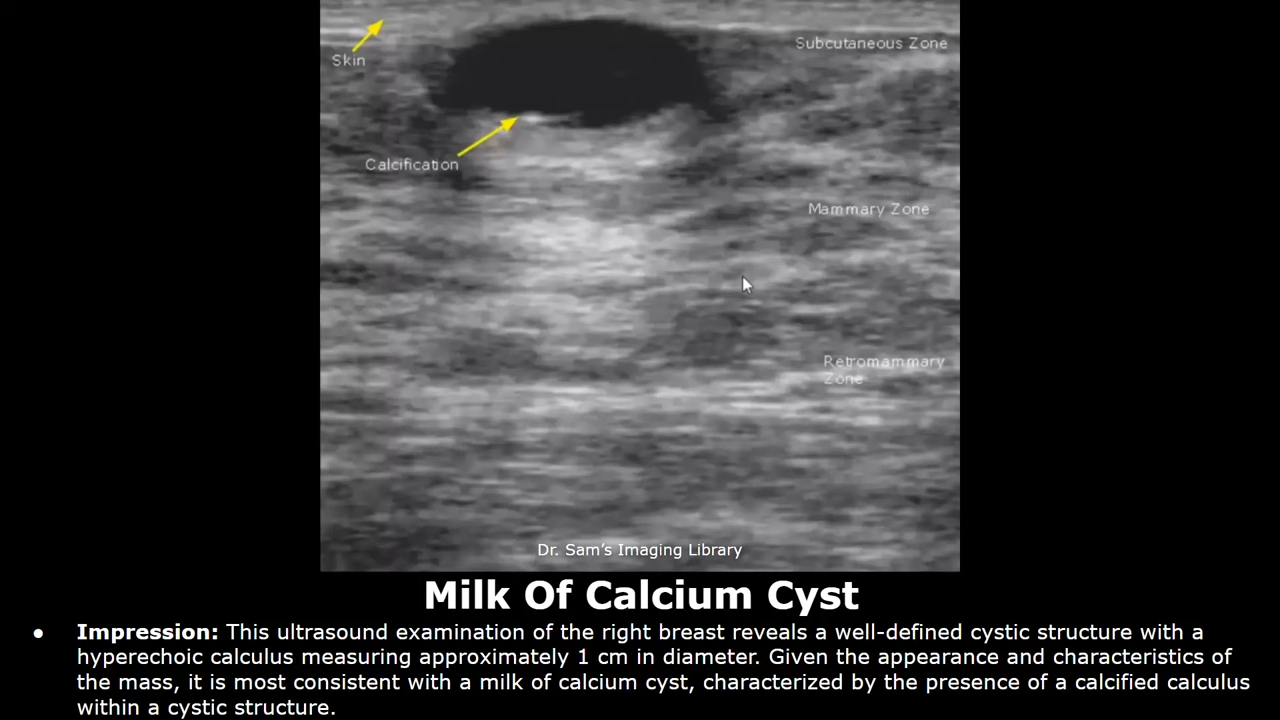 Subcutaneous Zone
Skin
Calcification
Mammary Zone
Retromammary
Zone
Dr. Sam’s Imaging Library
Milk Of Calcium Cyst
● Impression: This ultrasound examination of the right breast reveals a well-defined cystic structure with a
hyperechoic calculus measuring approximately 1 cm in diameter. Given the appearance and characteristics of
the mass, it is most consistent with a milk of calcium cyst, characterized by the presence of a calcified calculus
within a cystic structure.